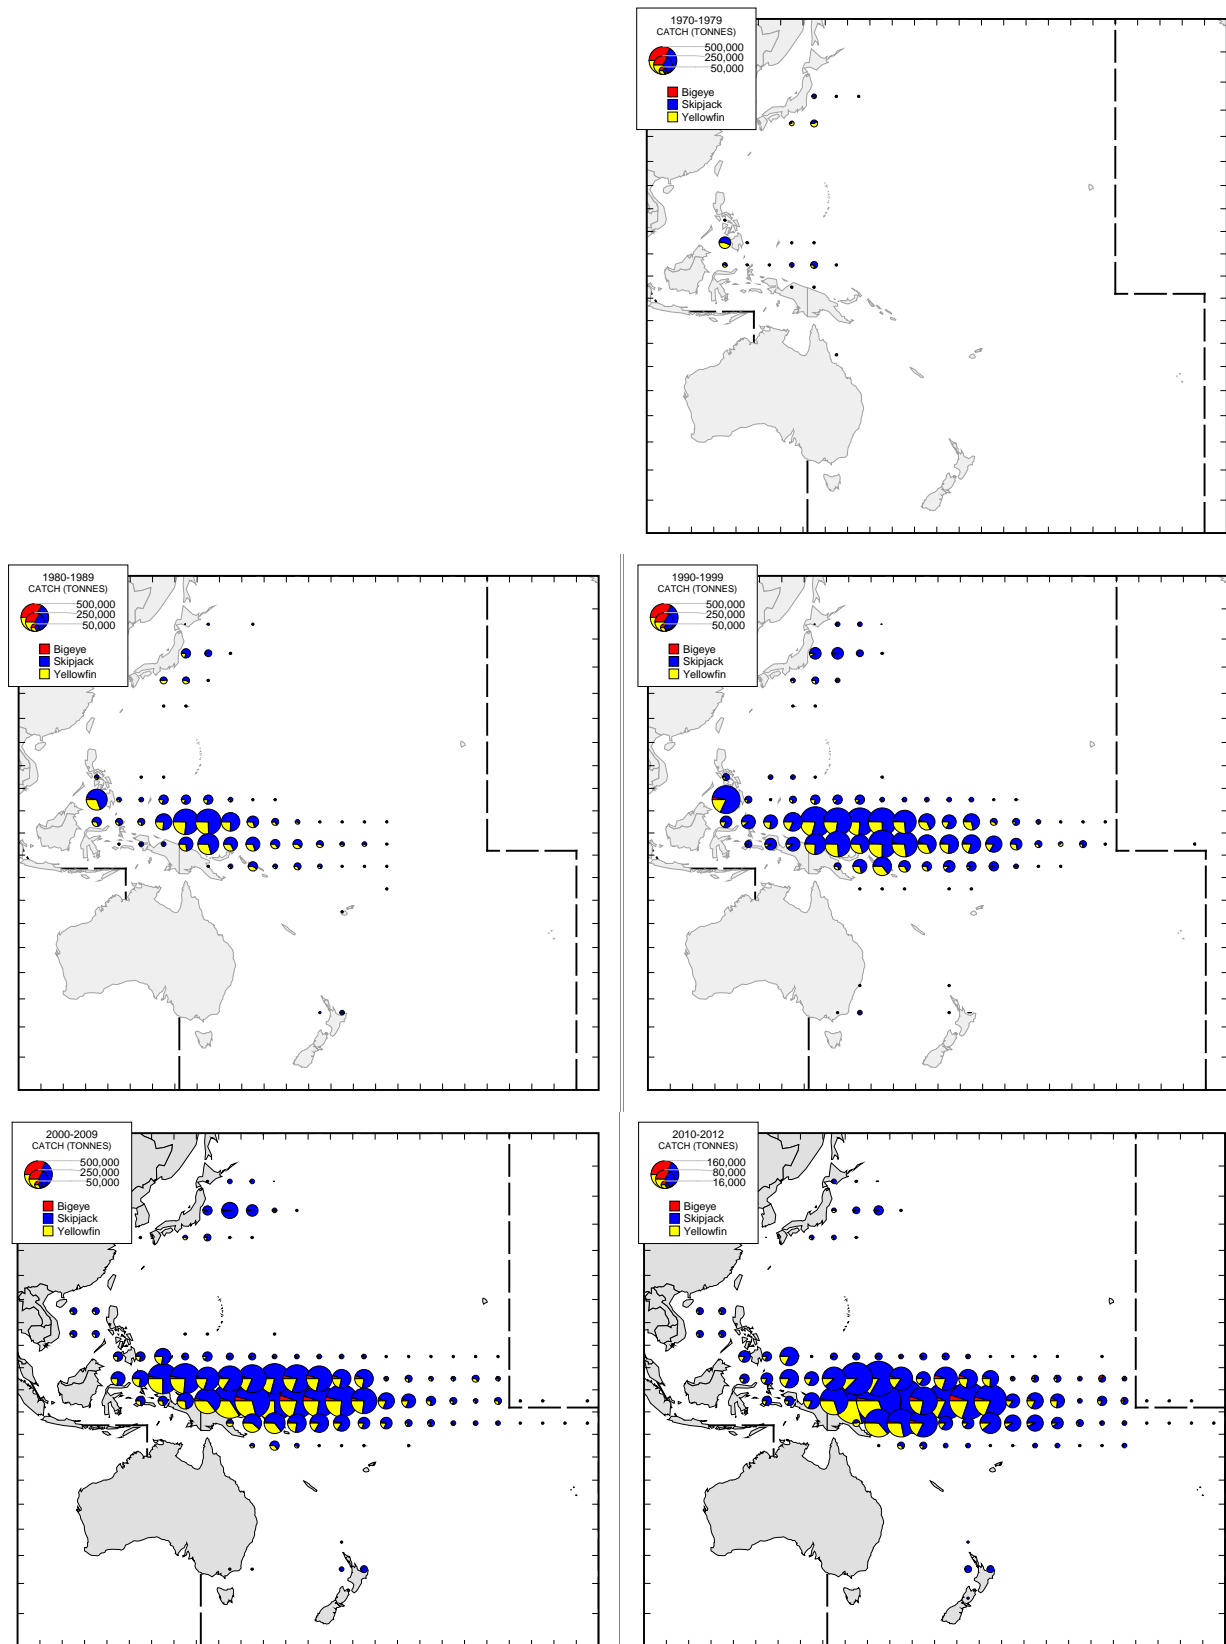 1970-1979
CATCH (TONNES)
500,000
250,000
50,000
Bigeye
Skipjack
Yellowfin
1980-1989
CATCH (TONNES)
500,000
250,000
50,000
Bigeye
Skipjack
Yellowfin
1990-1999
CATCH (TONNES)
500,000
250,000
50,000
Bigeye
Skipjack
Yellowfin
2000-2009
CATCH (TONNES)
500,000
250,000
50,000
Bigeye
Skipjack
Yellowfin
2010-2012
CATCH (TONNES)
160,000
80,000
16,000
Bigeye
Skipjack
Yellowfin